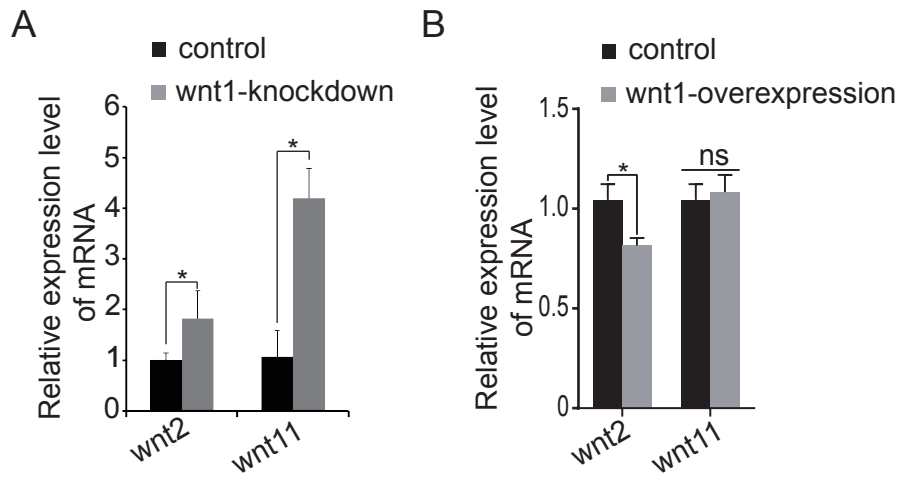 A
control
wnt1-knockdown
Relative expression level
of mRNA
6
5
4
3
2
1
0
*
*
wnt2
wnt11
B
control
wnt1-overexpression
Relative expression level
of mRNA
1.5
1.0
0.5
0
*
ns
wnt2
wnt11